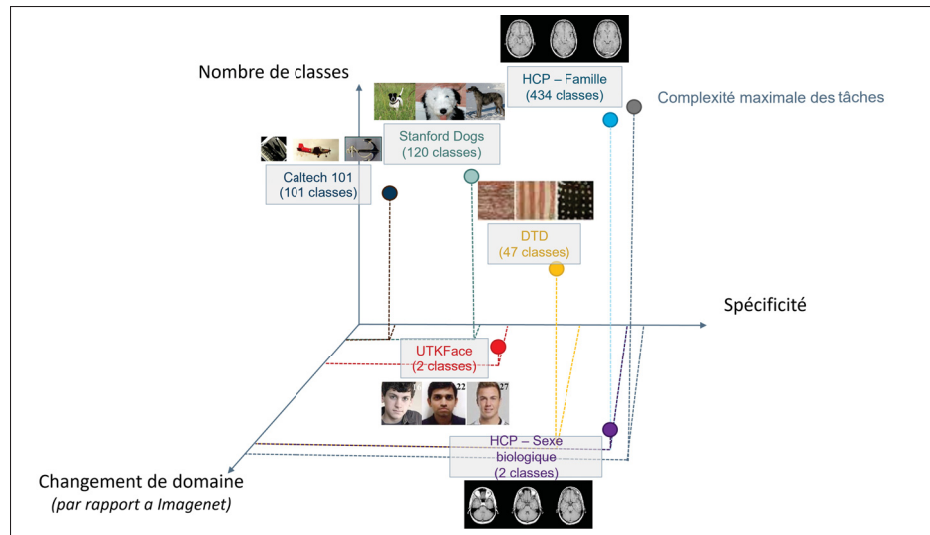 Nombre de classes
HCP – Famille
(434 classes)
Complexité maximale des tâches
Stanford Dogs
(120 classes)
Caltech 101
(101 classes)
DTD
(47 classes)
Spécificité
UTKFace
(2 classes)
22
27
HCP – Sexe
biologique
(2 classes)
Changement de domaine
(par rapport a Imagenet)